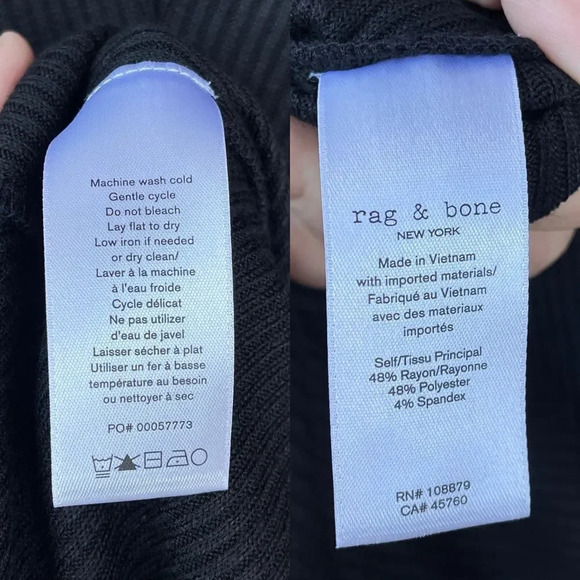 Machine wash cold
Gentle cycle
Do not bleach
Lay flat to dry
Low iron if needed
or dry clean/
Laver à la machine
à l'eau froide
Cycle délicat
Ne pas utiliser
d'eau de javel
Laisser sécher à plat
Utiliser un fer à basse
température au besoin
ou nettoyer à sec
PO# 00057773
rag & bone
NEW YORK
Made in Vietnam
with imported materials/
Fabriqué au Vietnam
avec des materiaux
importés
Self/Tissu Principal
48% Rayon/Rayonne
48% Polyester
4% Spandex
RN# 108879
CA# 45760